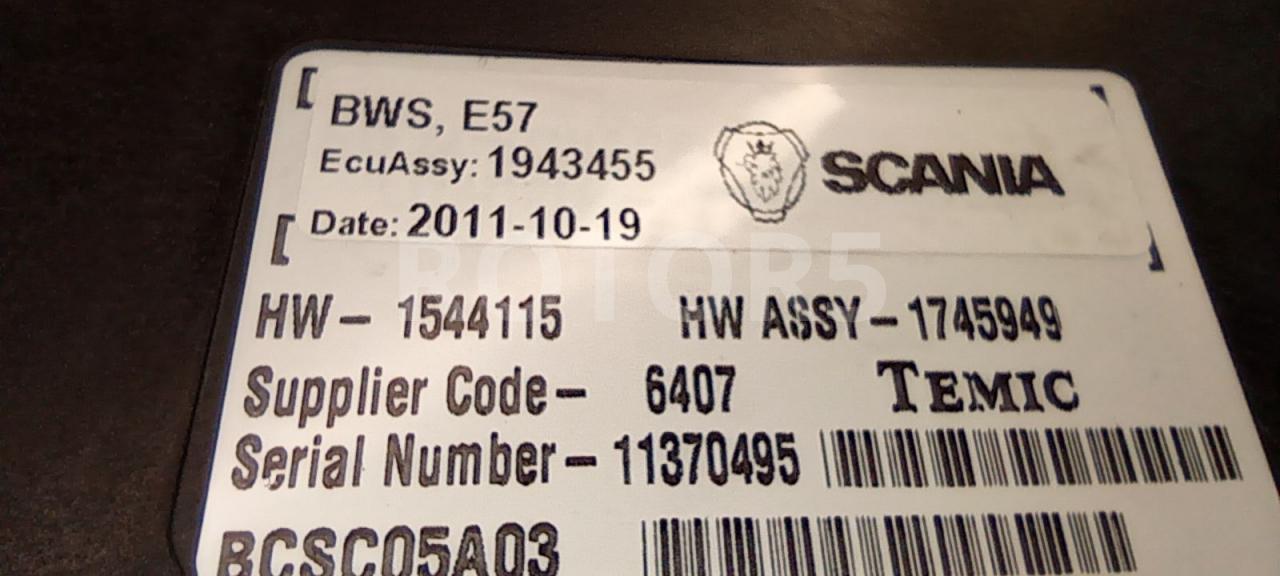 BWS, E57
EcuAssy: 1943455
SCANIA
Date: 2011-10-19
ROTOR5
HW- 1544115 HW ASSY-1745949
Supplier Code- 6407 TEMIC
Serial Number-11370495
BCSC05A03